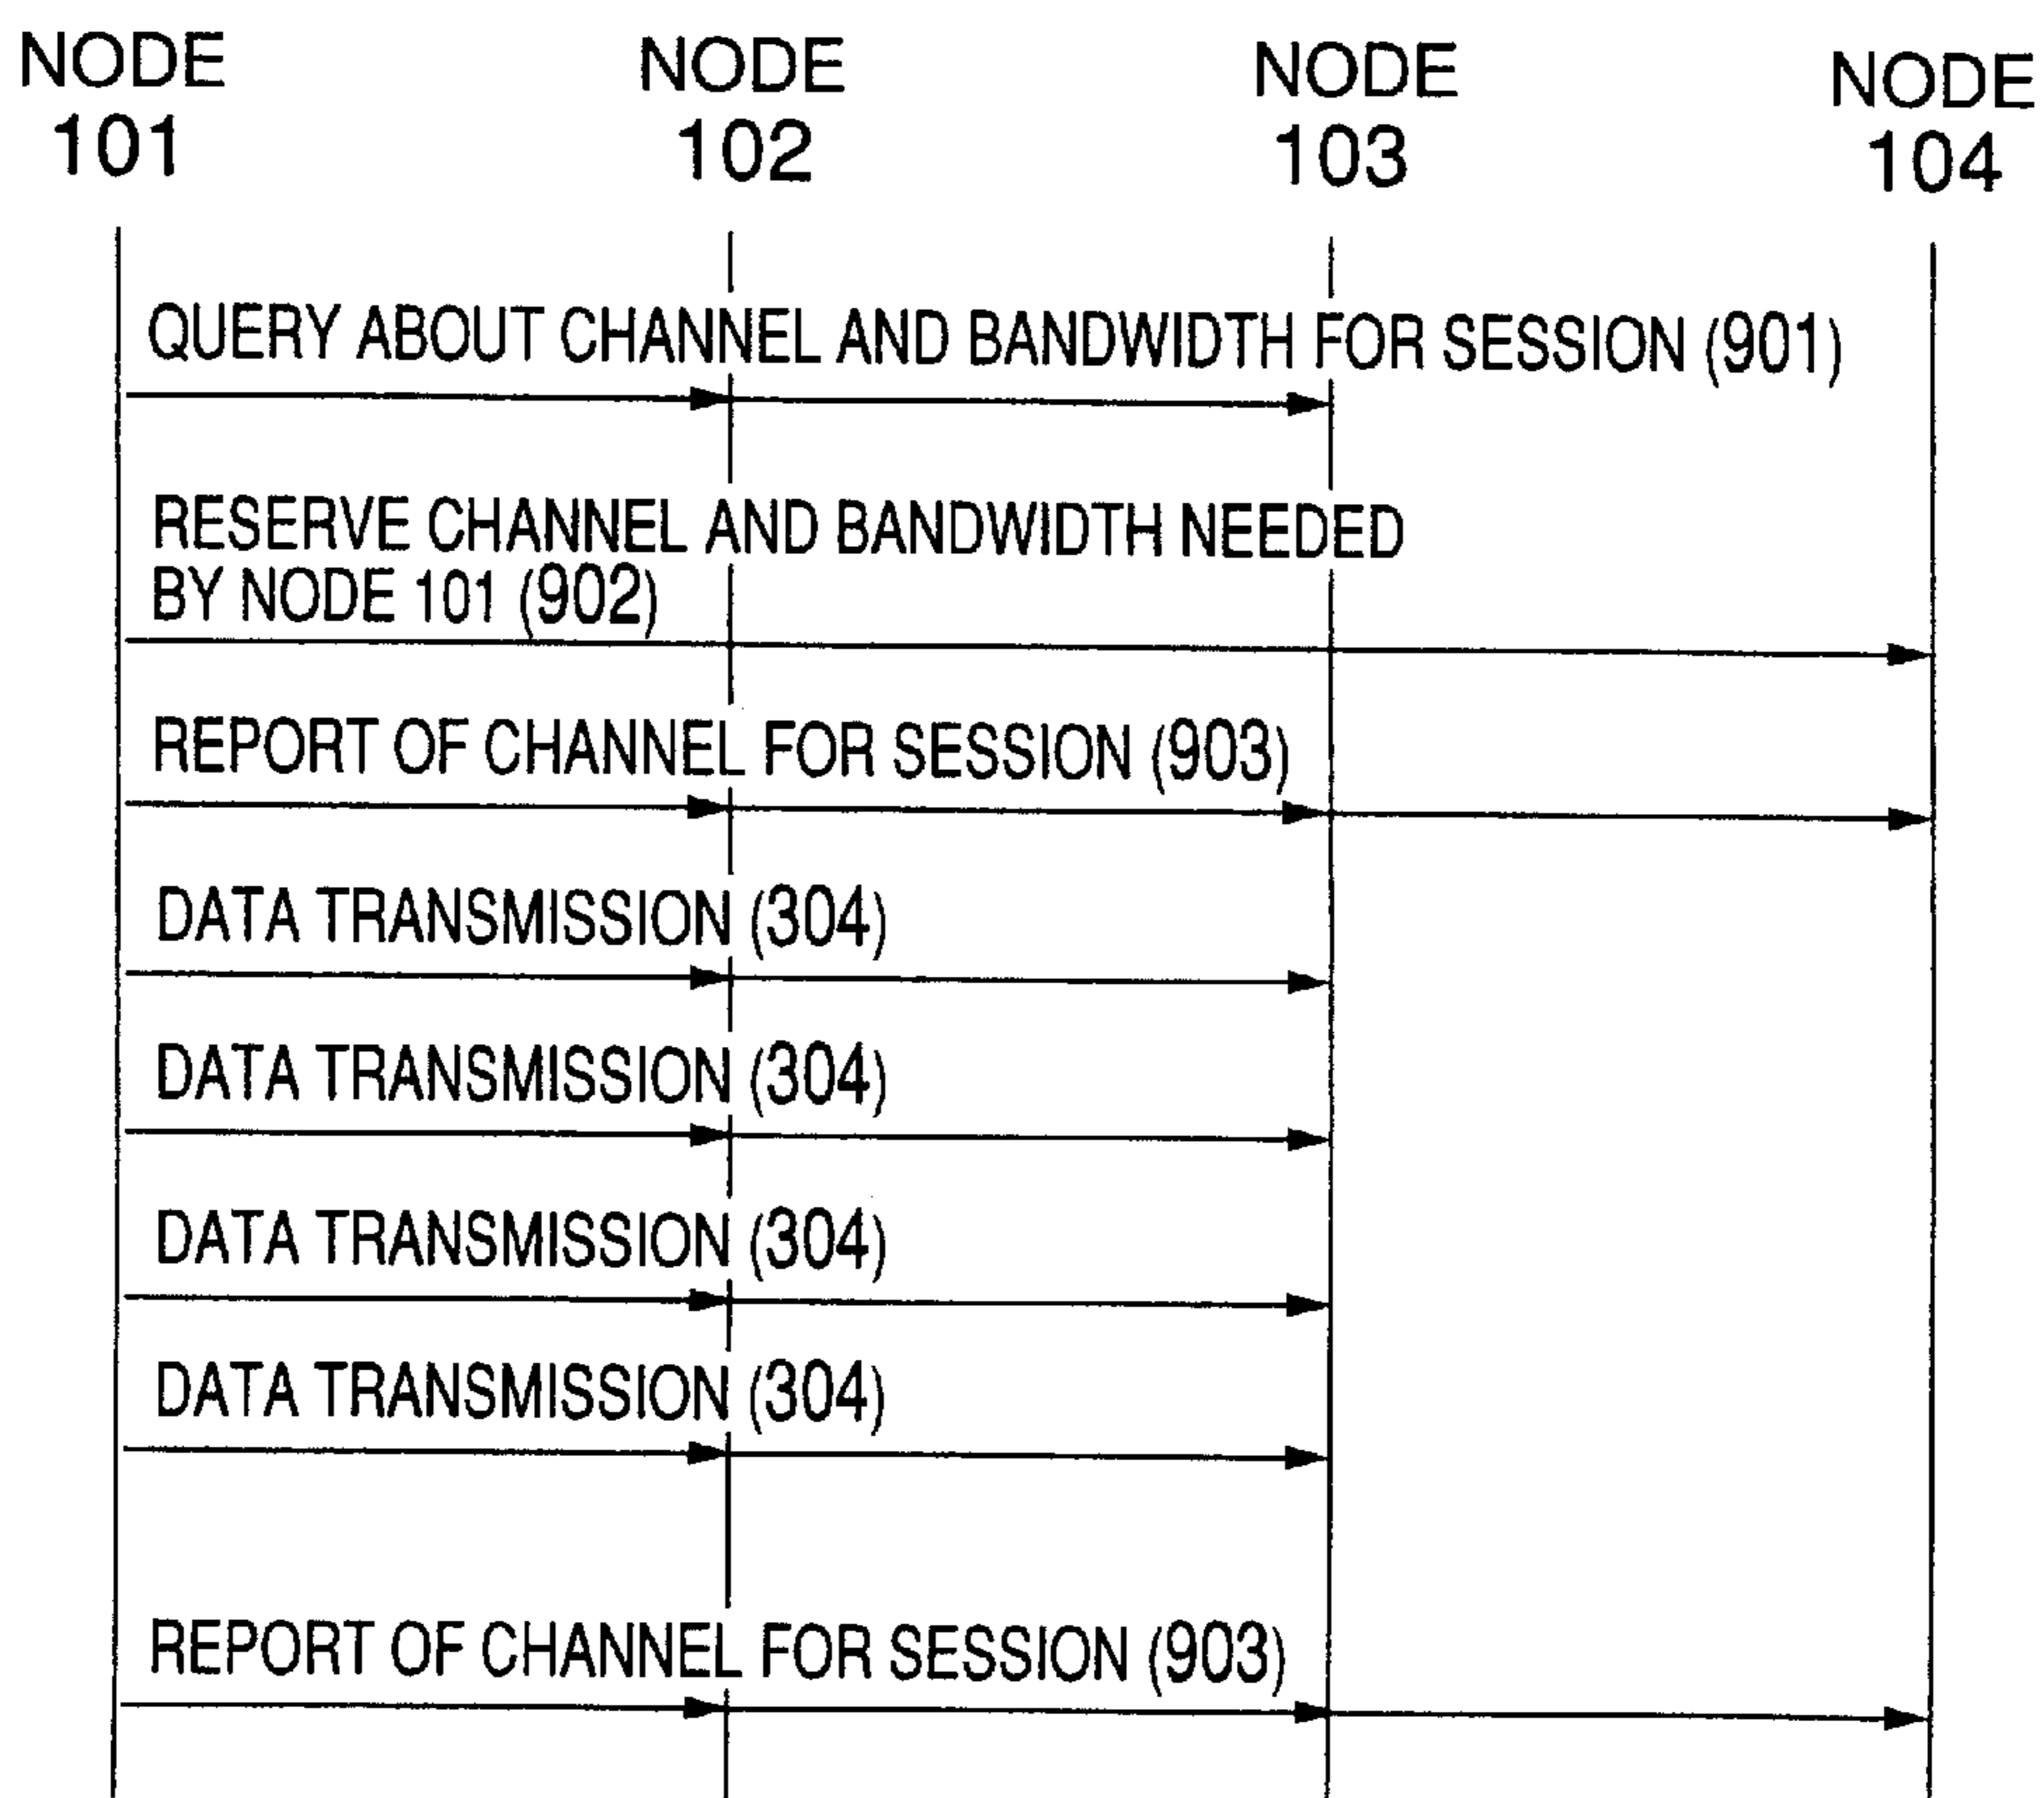 NODE
101
NODE
102
NODE
103
NODE
104
QUERY ABOUT CHANNEL AND BANDWIDTH FOR SESSION (901)
RESERVE CHANNEL AND BANDWIDTH NEEDED
BY NODE 101 (902)
REPORT OF CHANNEL FOR SESSION (903)
DATA TRANSMISSION (304)
DATA TRANSMISSION (304)
DATA TRANSMISSION (304)
DATA TRANSMISSION (304)
REPORT OF CHANNEL FOR SESSION (903)